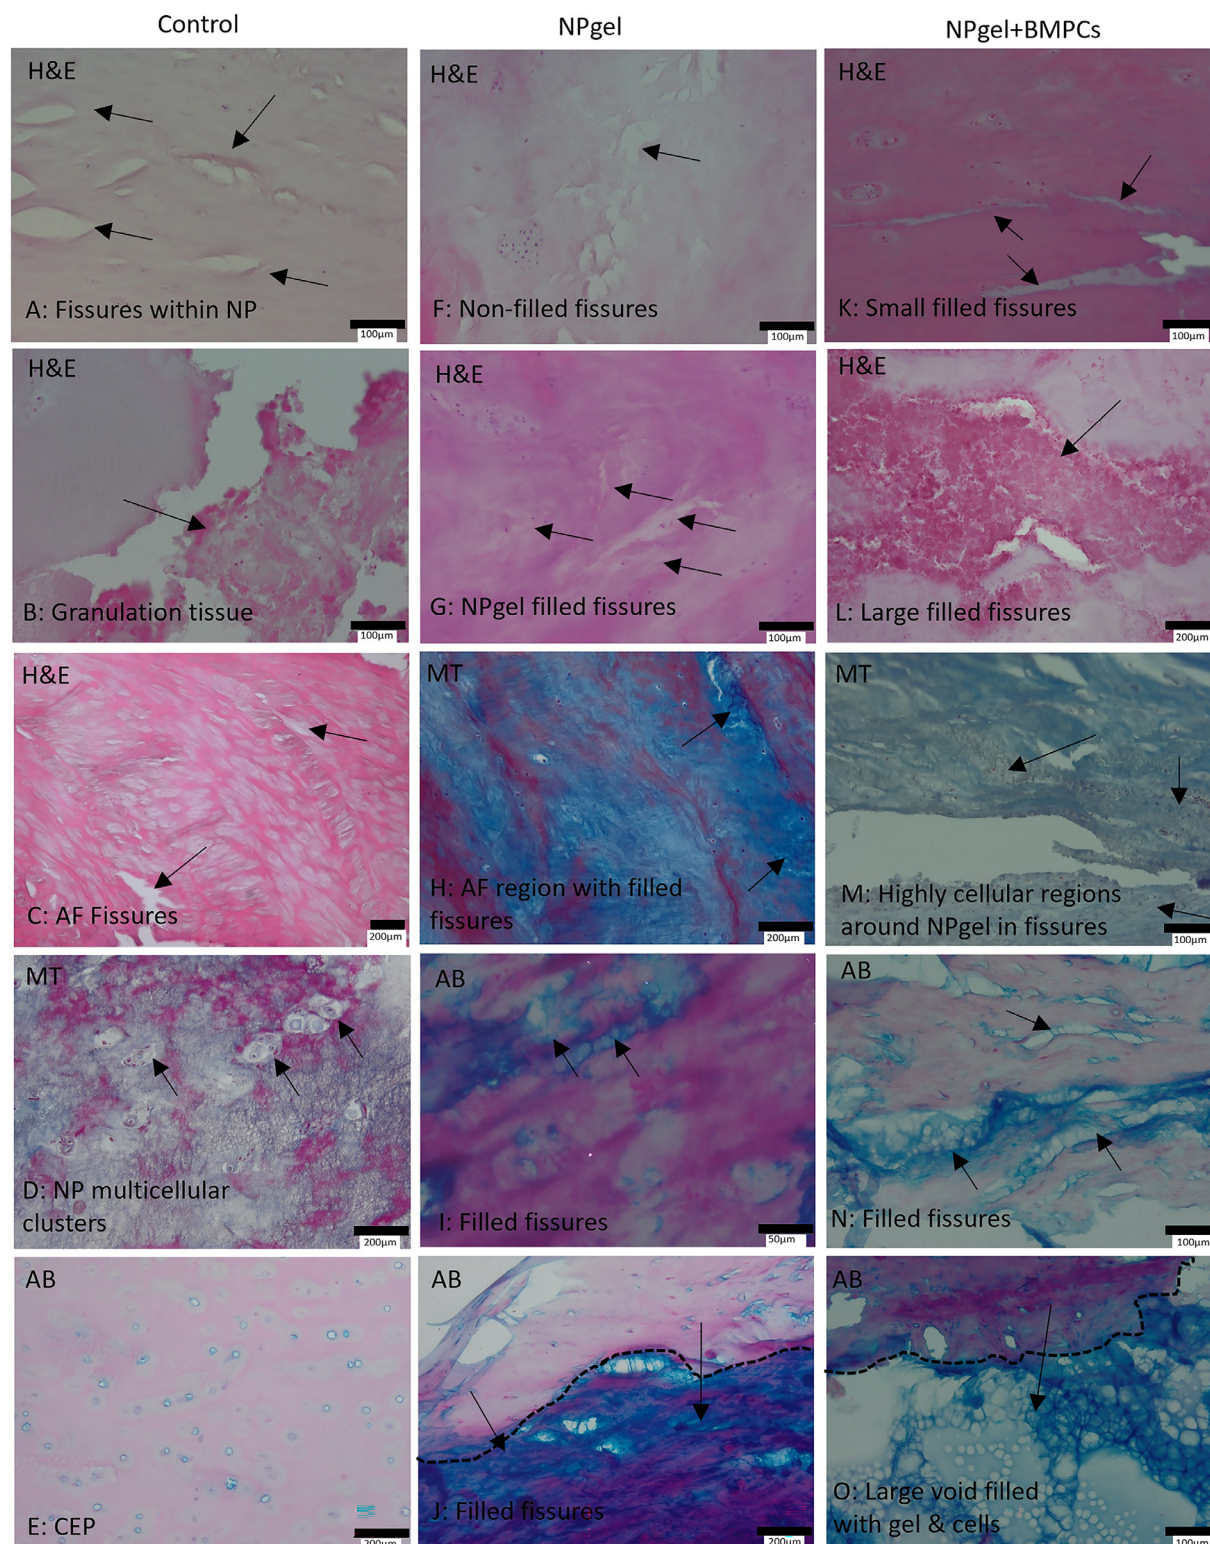 Control
NPgel
NPgel+BMPCs
H&E
A: Fissures within NP
100µm
H&E
F: Non-filled fissures
100µm
H&E
K: Small filled fissures
100µm
H&E
B: Granulation tissue
100µm
H&E
G: NPgel filled fissures
100µm
H&E
L: Large filled fissures
200µm
H&E
C: AF Fissures
200µm
MT
H: AF region with filled
fissures
200µm
MT
M: Highly cellular regions
around NPgel in fissures
100µm
MT
D: NP multicellular
clusters
200µm
AB
I: Filled fissures
50µm
AB
N: Filled fissures
100µm
AB
E: CEP
200µm
AB
J: Filled fissures
200µm
AB
O: Large void filled
with gel & cells
100µm